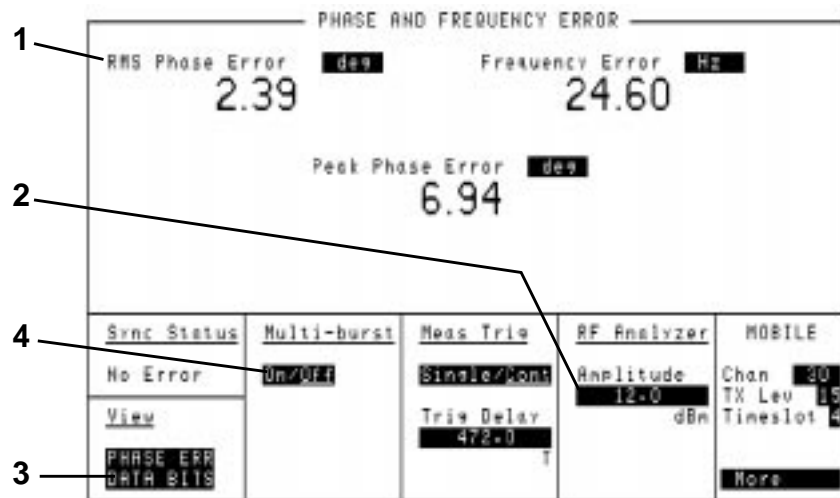 PHASE AND FREQUENCY ERROR
1
RMS Phase Error deg
2.39
Frequency Error Hz
24.60
Peak Phase Error deg
6.94
2
Sync Status
No Error
View
PHASE ERR
DATA BITS
3
4
Multi-burst
On/Off
Meas Trig
Single/Cont
Trig Delay
472.0
T
RF Analyzer
Amplitude
12.0
dBm
MOBILE
Chan 30
TX Lev 15
Timeslot 4
More